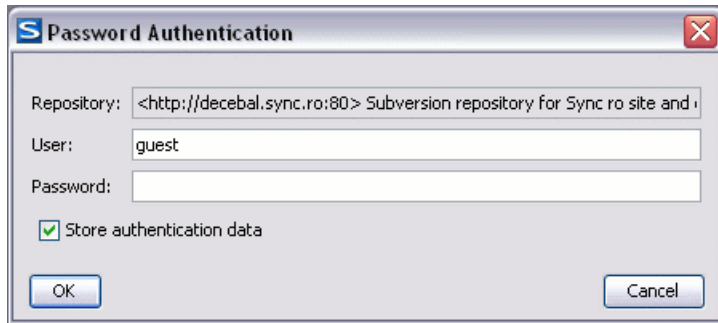 S Password Authentication
Repository: <http://decebal.sync.ro:80> Subversion repository for Sync ro site and
User: guest
Password:
Store authentication data
OK Cancel